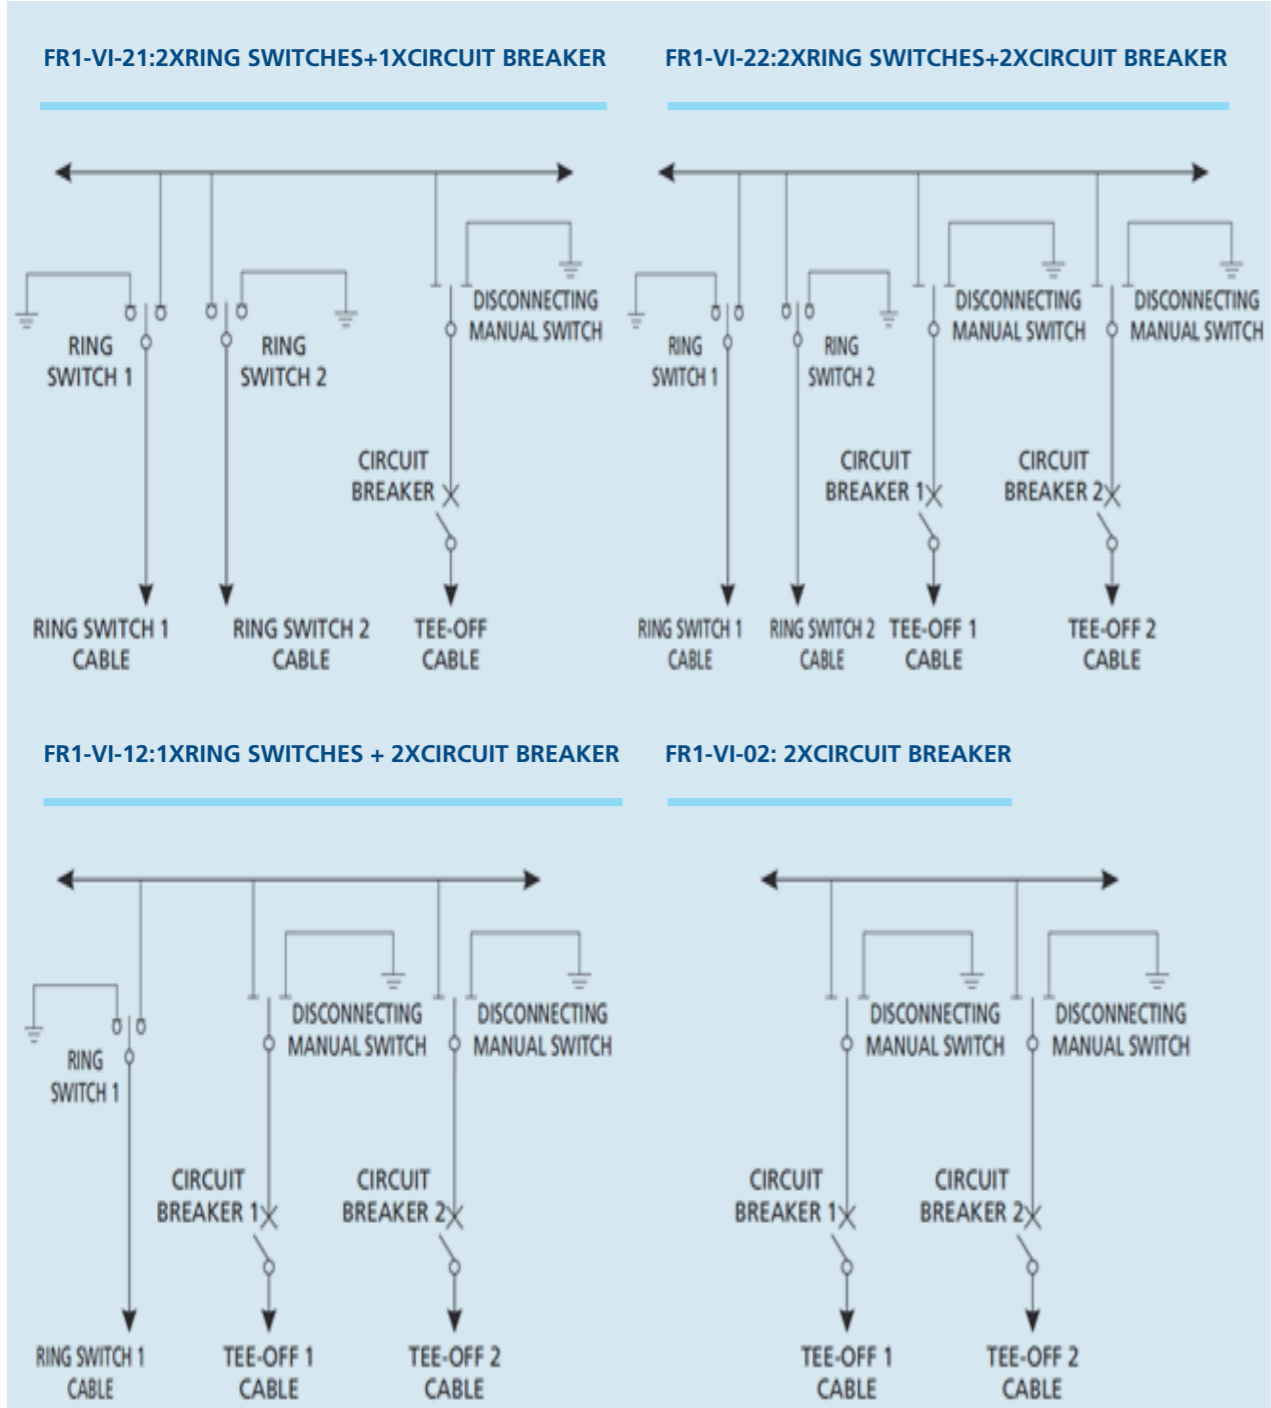 FR1-VI-21:2XRING SWITCHES+1XCIRCUIT BREAKER
DISCONNECTING
MANUAL SWITCH
RING
SWITCH 1
RING
SWITCH 2
CIRCUIT
BREAKER
RING SWITCH 1
CABLE
RING SWITCH 2
CABLE
TEE-OFF
CABLE
FR1-VI-22:2XRING SWITCHES+2XCIRCUIT BREAKER
DISCONNECTING
MANUAL SWITCH
DISCONNECTING
MANUAL SWITCH
RING
SWITCH 1
RING
SWITCH 2
CIRCUIT
BREAKER 1
CIRCUIT
BREAKER 2
RING SWITCH 1
CABLE
RING SWITCH 2
CABLE
TEE-OFF 1
CABLE
TEE-OFF 2
CABLE
FR1-VI-12:1XRING SWITCHES + 2XCIRCUIT BREAKER
DISCONNECTING
MANUAL SWITCH
DISCONNECTING
MANUAL SWITCH
RING
SWITCH 1
CIRCUIT
BREAKER 1
CIRCUIT
BREAKER 2
RING SWITCH 1
CABLE
TEE-OFF 1
CABLE
TEE-OFF 2
CABLE
FR1-VI-02: 2XCIRCUIT BREAKER
DISCONNECTING
MANUAL SWITCH
DISCONNECTING
MANUAL SWITCH
CIRCUIT
BREAKER 1
CIRCUIT
BREAKER 2
TEE-OFF 1
CABLE
TEE-OFF 2
CABLE